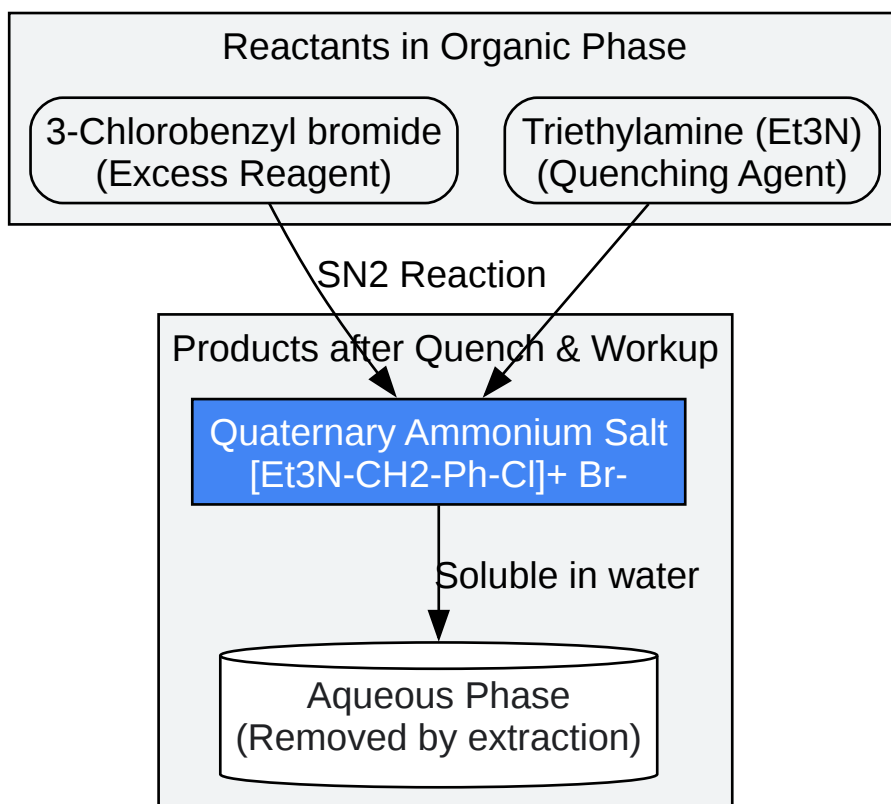 Reactants in Organic Phase
3-Chlorobenzyl bromide
(Excess Reagent)
Triethylamine (Et3N)
(Quenching Agent)
SN2 Reaction
Products after Quench & Workup
Quaternary Ammonium Salt
[Et3N-CH2-Ph-Cl]+ Br-
Soluble in water
Aqueous Phase
(Removed by extraction)